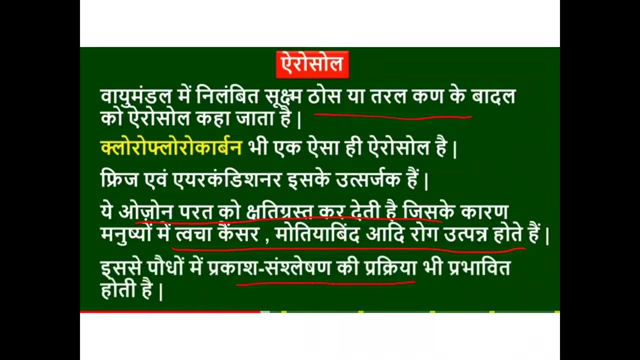 ऐरोसोल
वायुमंडल में निलंबित सूक्ष्म ठोस या तरल कण के बादल
को ऐरोसोल कहा जाता है |
क्लोरोफ्लोरोकार्बन भी एक ऐसा ही ऐरोसोल है |
फ्रिज एवं एयरकंडिशनर इसके उत्सर्जक हैं |
ये ओज़ोन परत को क्षतिग्रस्त कर देती है जिसके कारण
मनुष्यों में त्वचा कैंसर , मोतियाबिंद आदि रोग उत्पन्न होते हैं |
इससे पौधों में प्रकाश-संश्लेषण की प्रक्रिया भी प्रभावित
होती है |